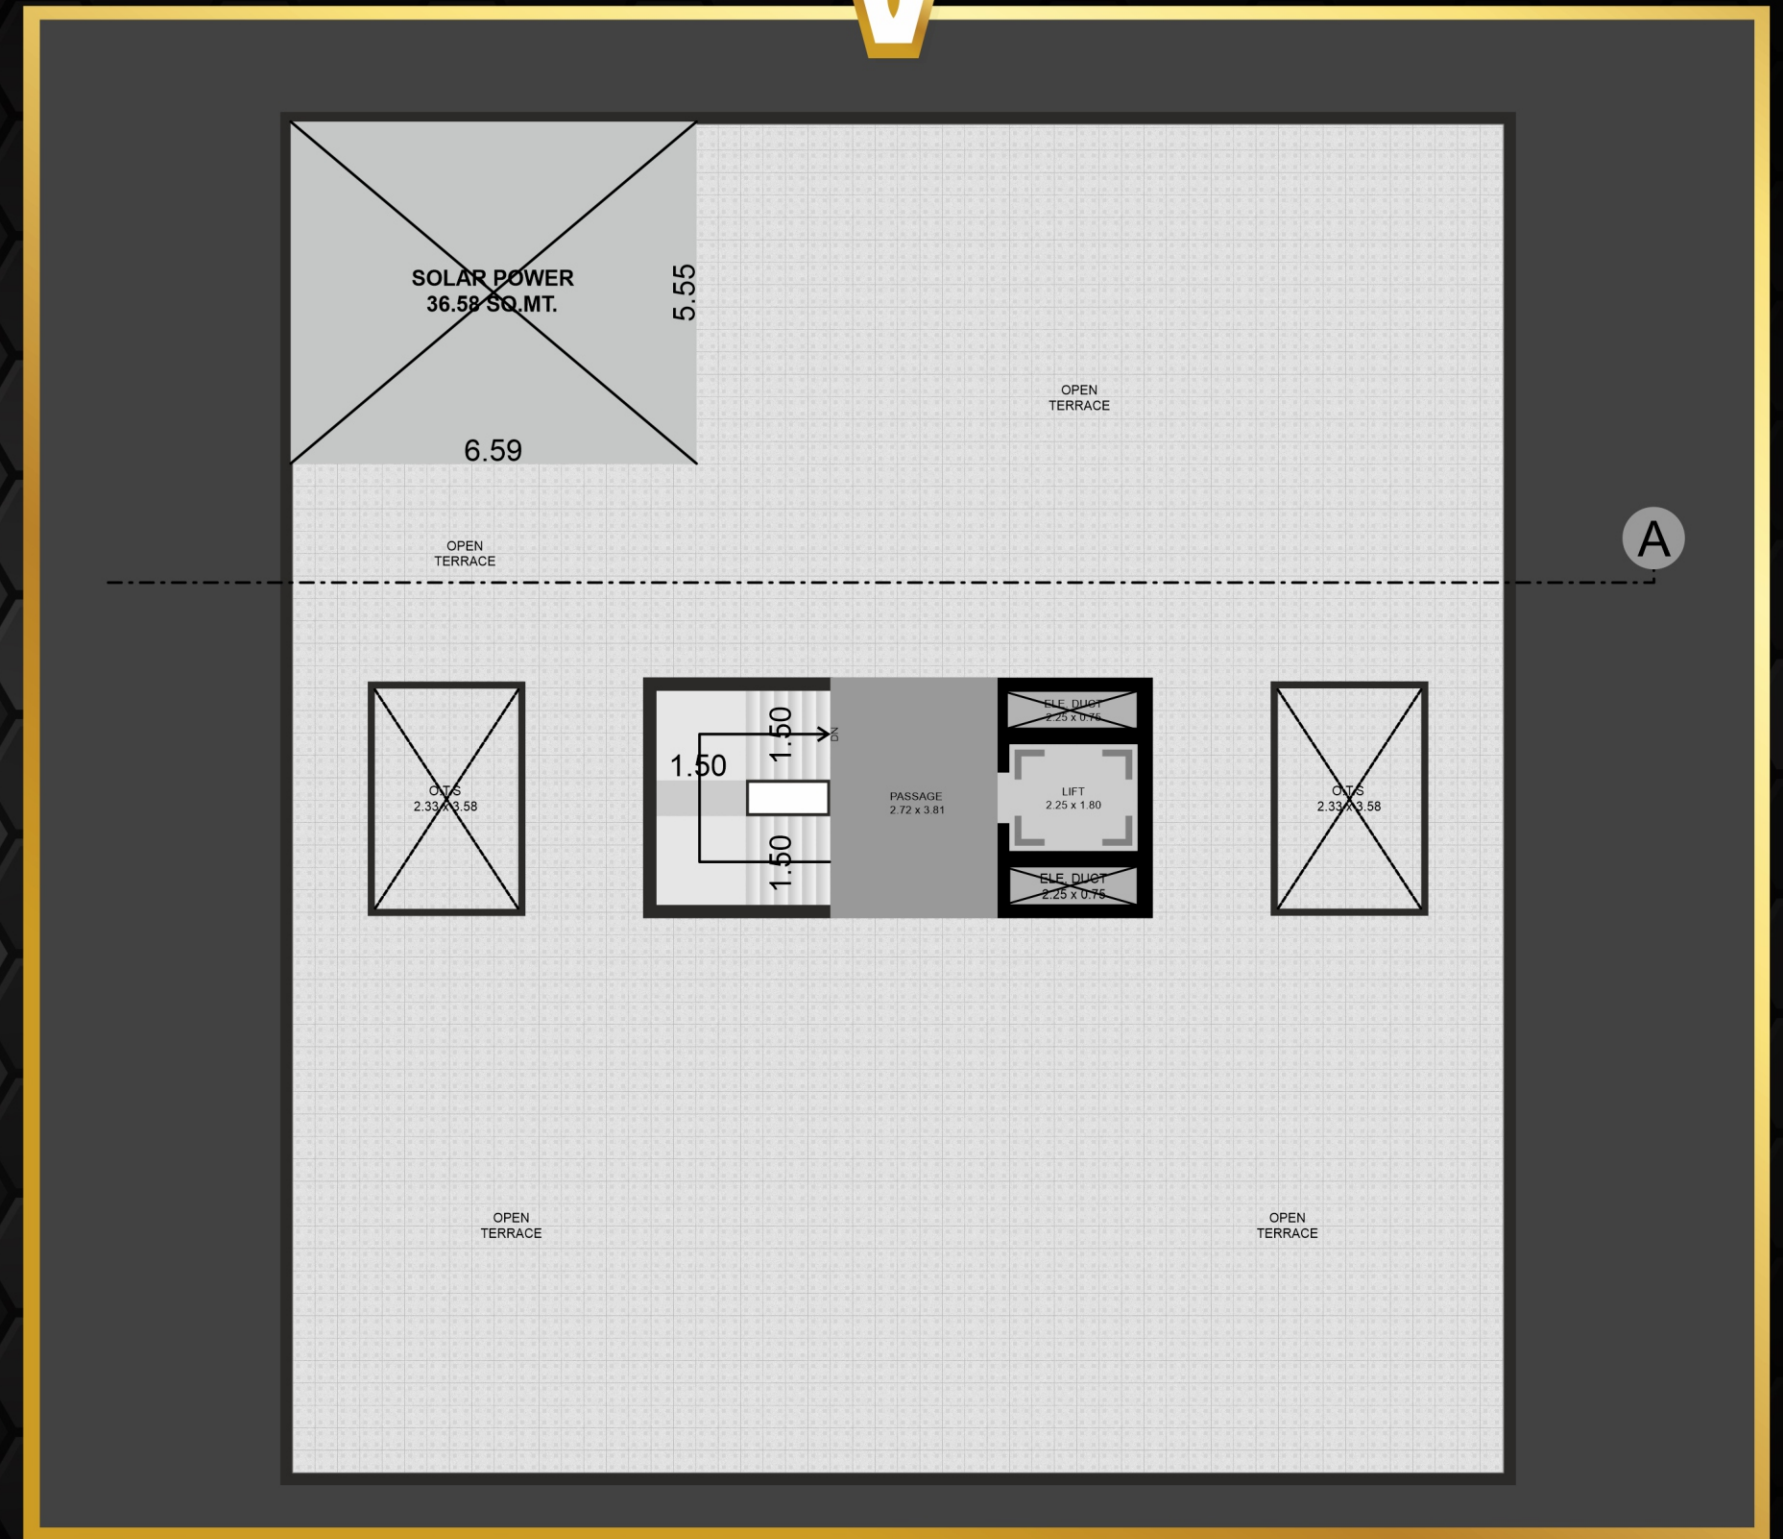 SOLAR POWER
36.58 SQ.MT.
5.55
6.59
OPEN
TERRACE
A
OPEN
TERRACE
O.T.S
2.33 x 3.58
1.50
1.50
1.50
DN
PASSAGE
2.72 x 3.81
ELE. DUCT
2.25 x 0.75
LIFT
2.25 x 1.80
ELE. DUCT
2.25 x 0.75
O.T.S
2.33 x 3.58
OPEN
TERRACE
OPEN
TERRACE